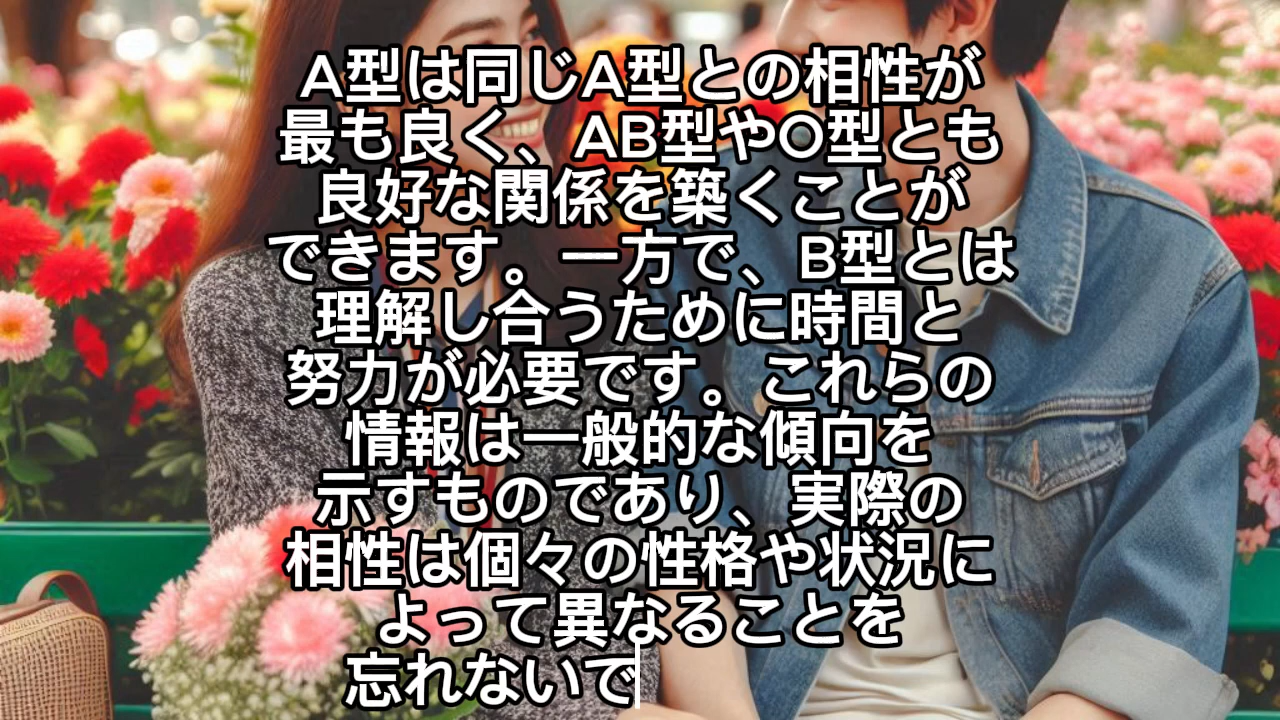 A型は同じA型との相性が
最も良く、AB型やO型とも
良好な関係を築くことが
できます。一方で、B型とは
理解し合うために時間と
努力が必要です。これらの
情報は一般的な傾向を
示すものであり、実際の
相性は個々の性格や状況に
よって異なることを
忘れないで